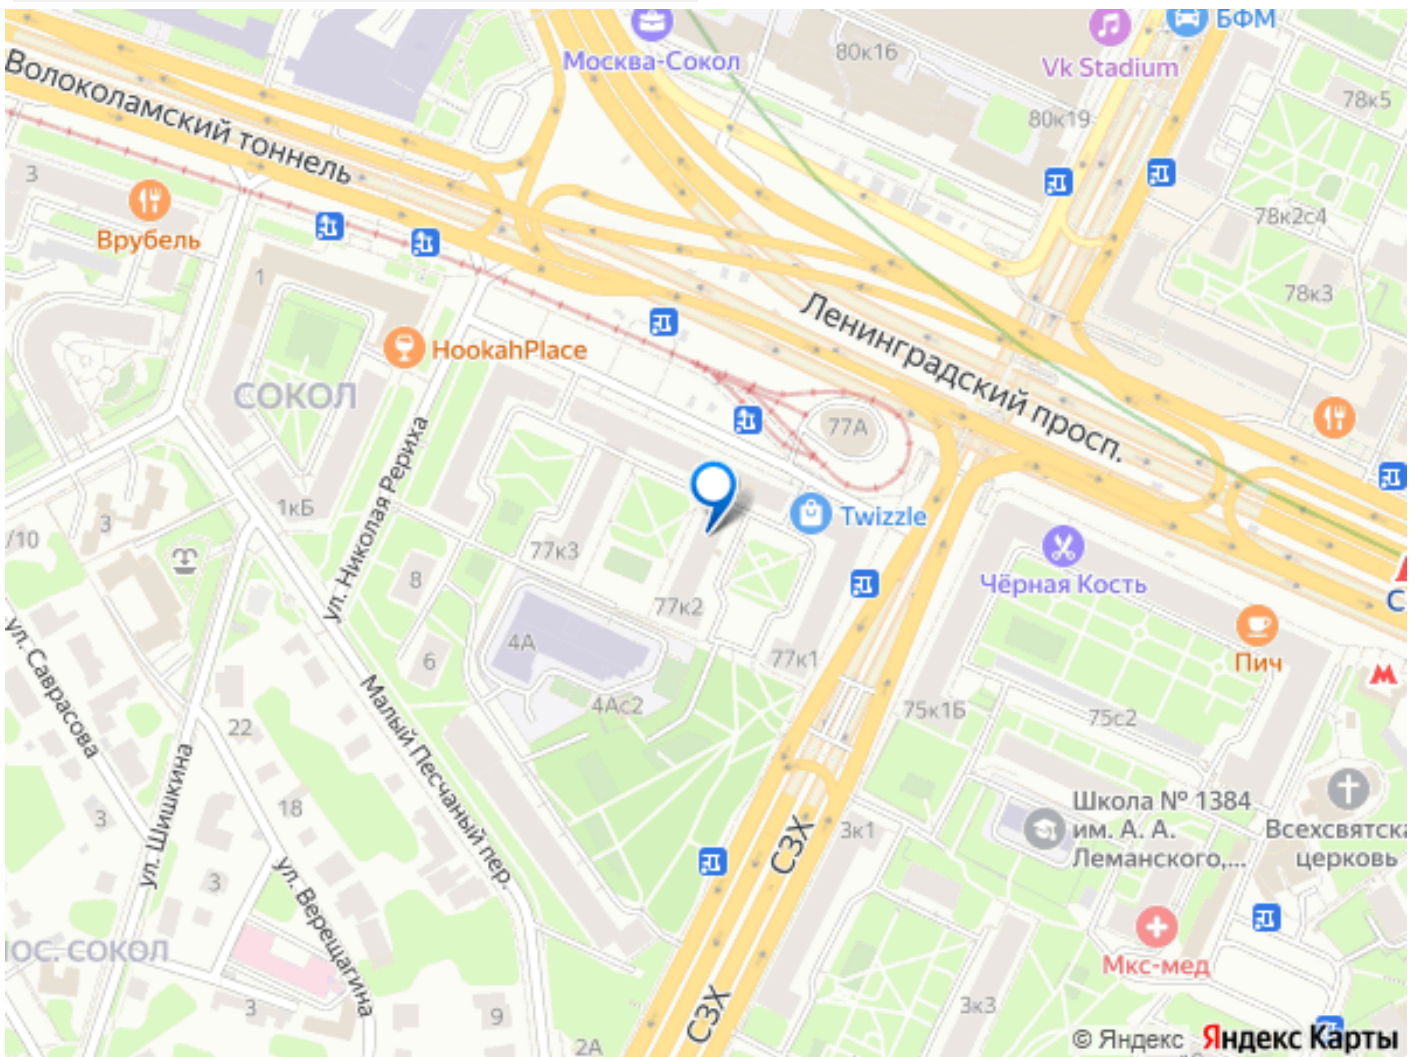 БФМ
Москва-Сокол
80к16
Vk Stadium
78к5
80к19
Волоколамский тоннель
3
Врубель
78к2с4
1
78к3
Ленинградский просп.
HookahPlace
СОКОЛ
77А
ул. Николая Рериха
1кБ
3
/10
Twizzle
77к3
8
Чёрная Кость
С
77к2
4А
6
77к1
Пич
4Ас2
75к1Б
75с2
ул. Саврасова
22
Малый Песчаный пер.
ул. Шишкина
18
3
СЗХ
3к1
Школа № 1384
им. А. А.
Леманского,...
Всехсвятска
церковь
3
ул. Верещагина
ОС. СОКОЛ
Мкс-мед
3
9
СЗХ
3к3
2А
© Яндекс Яндекс Карты